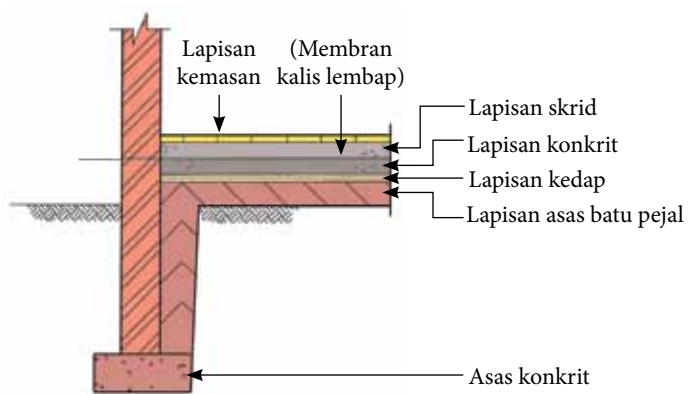 Lapisan
kemasan
(Membran
kalis lembap)
Lapisan skrid
Lapisan konkrit
Lapisan kedap
Lapisan asas batu pejal
Asas konkrit